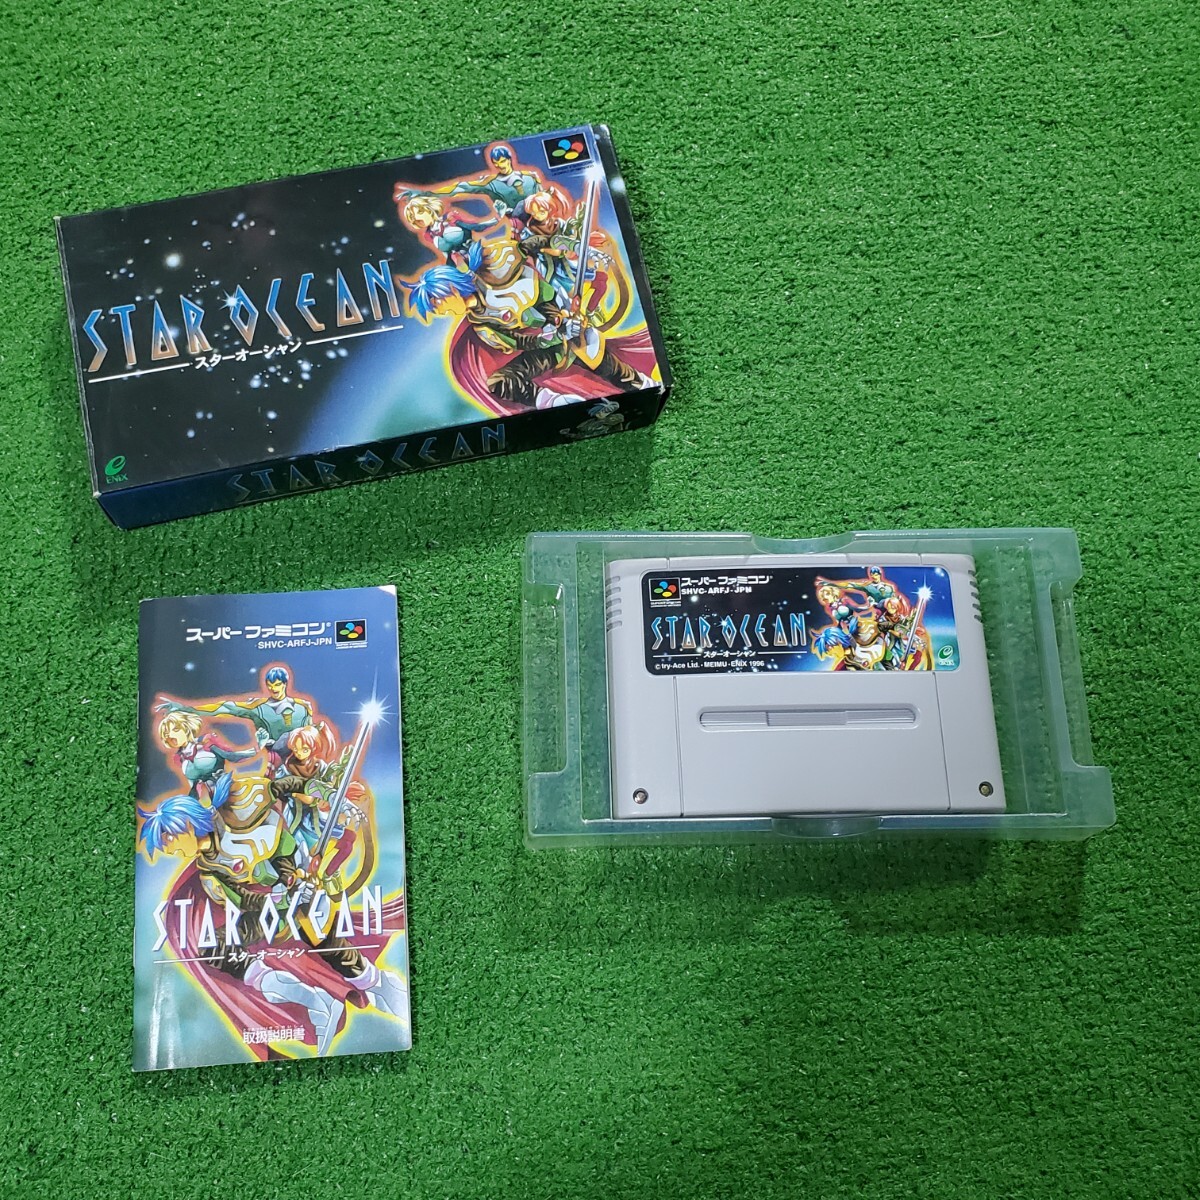 STAR OCEAN
スターオーシャン
ENIX
STAR OCEAN
スーパーファミコン
SHVC-ARFJ-JPN
STAR OCEAN
スターオーシャン
取扱説明書
スーパーファミコン
SHVC-ARFJ-JPN
STAR OCEAN
スターオーシャン
© try-Ace Ltd. · MEIMU · ENIX 1996
ENIX